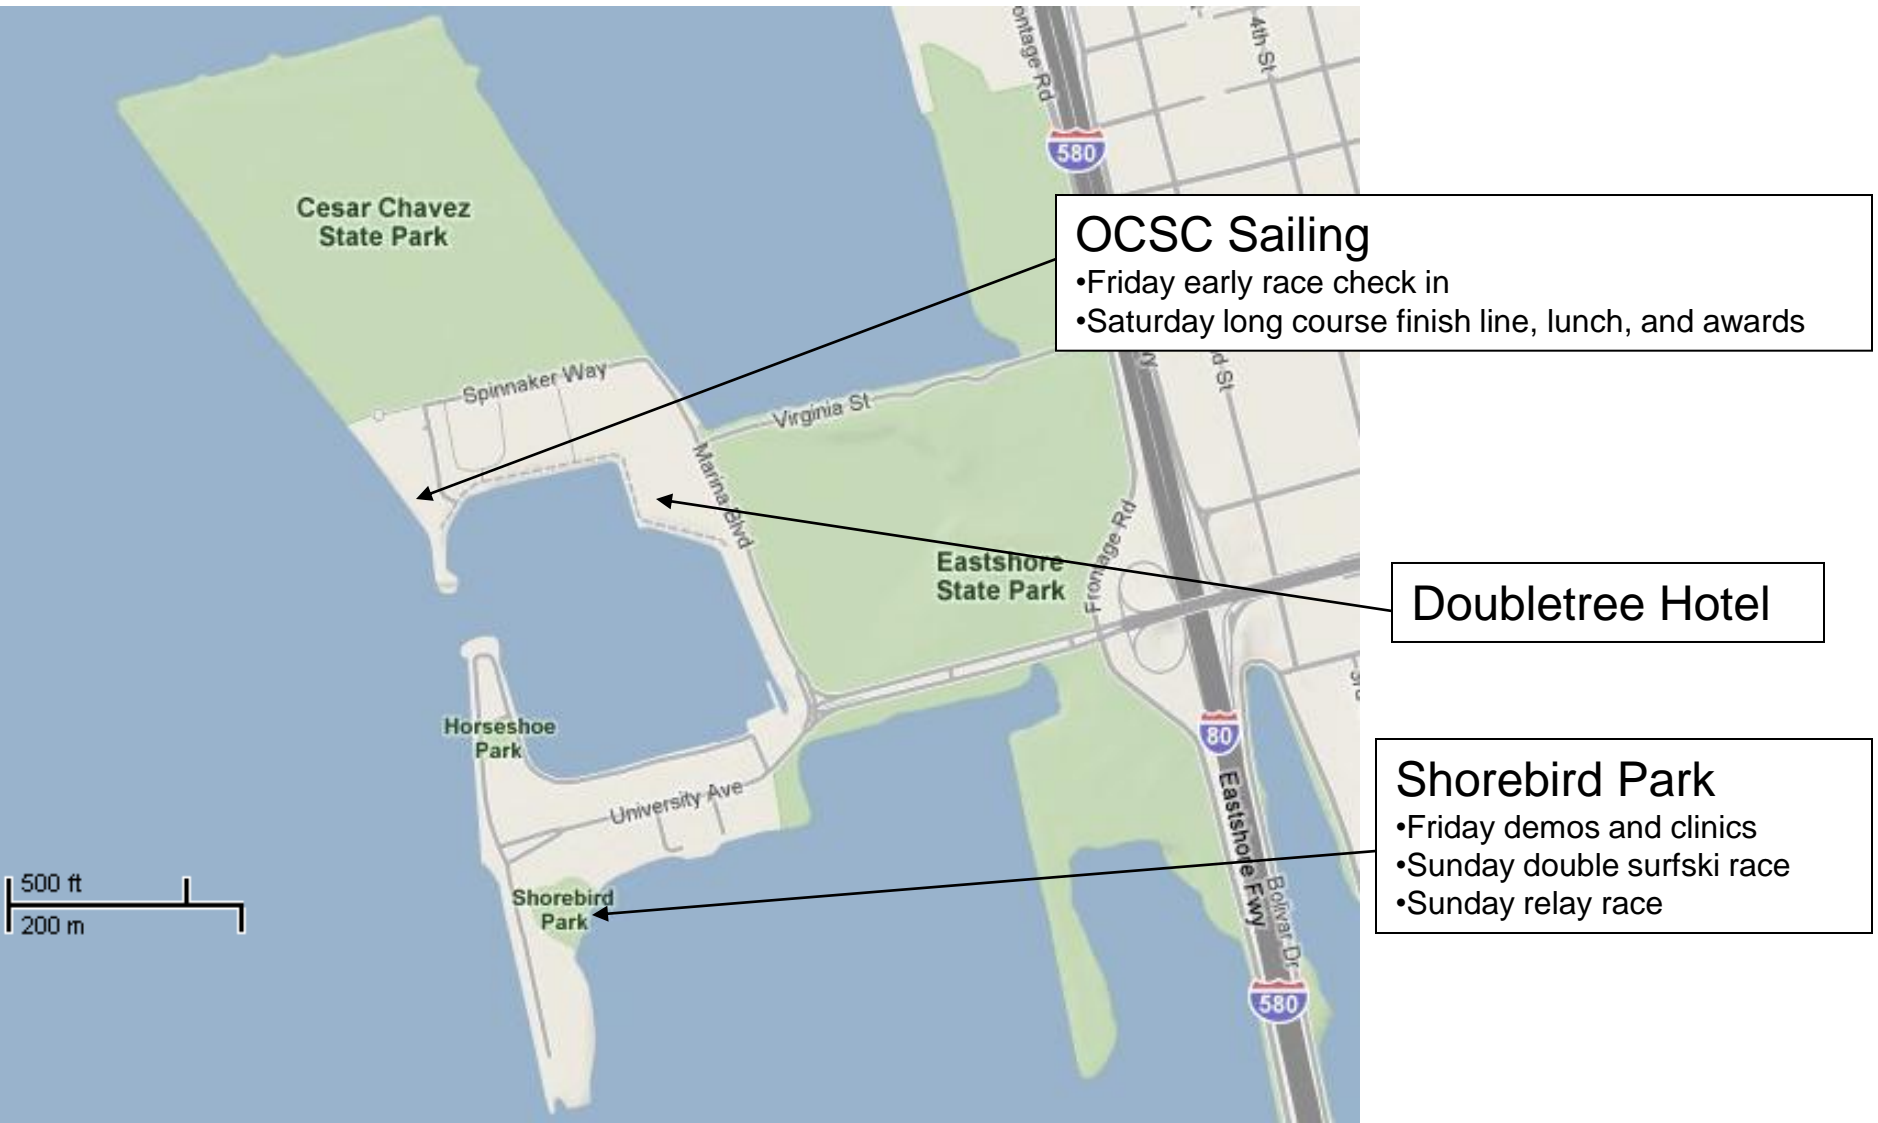 ontage Rd
4th St
580
Cesar Chavez
State Park
OCSC Sailing
•Friday early race check in
•Saturday long course finish line, lunch, and awards
Spinnaker Way
Virginia St
Marina Blvd
Frontage Rd
Eastshore
State Park
Doubletree Hotel
Horseshoe
Park
80
University Ave
Eastshore Fwy
Bolivar Dr
Shorebird Park
•Friday demos and clinics
•Sunday double surfski race
•Sunday relay race
500 ft
200 m
Shorebird
Park
580